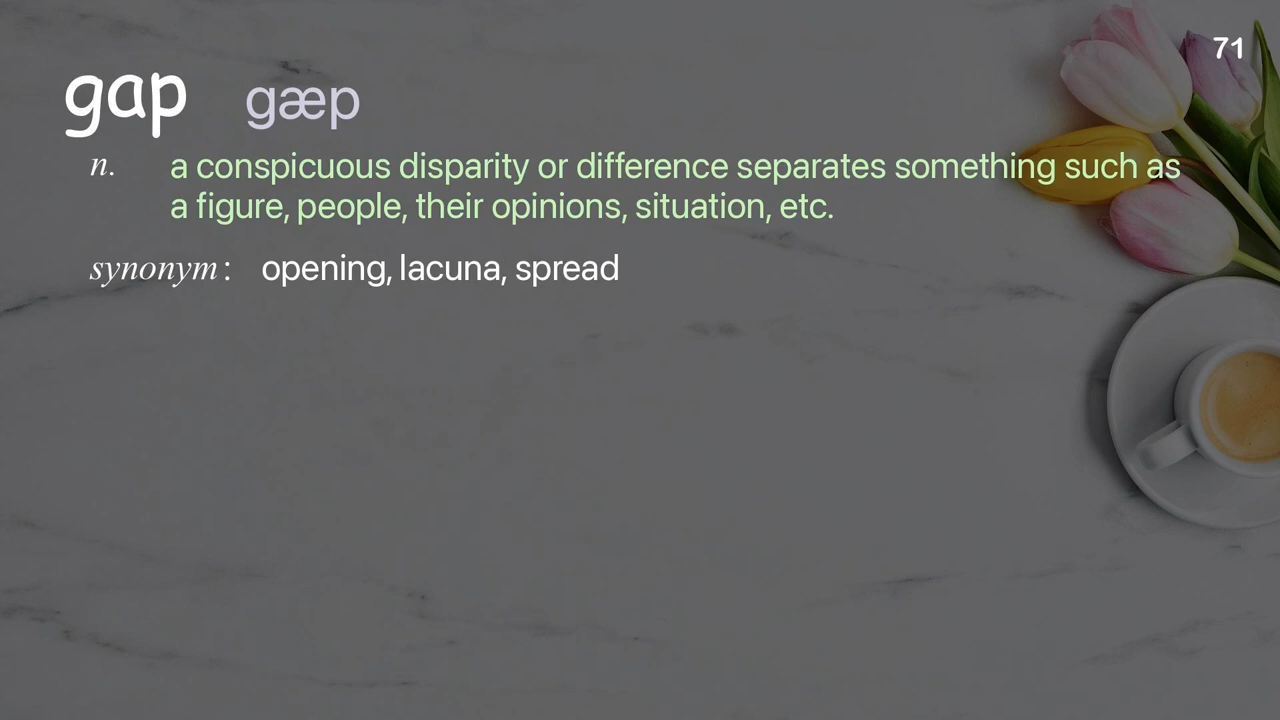 71
gap gæp
n. a conspicuous disparity or difference separates something such as
a figure, people, their opinions, situation, etc.
synonym : opening, lacuna, spread